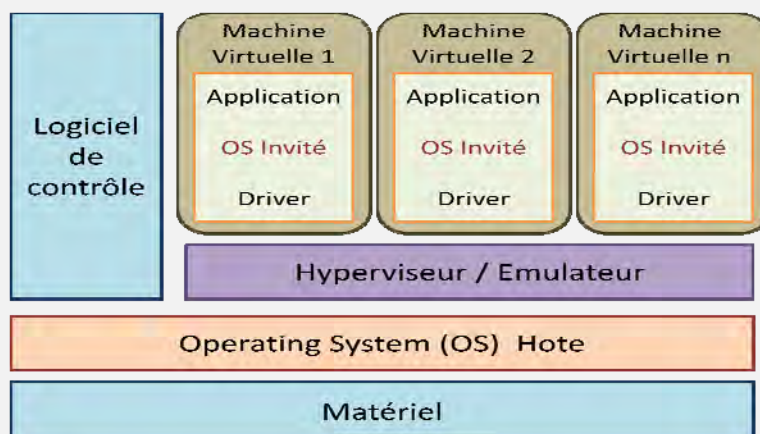 Logiciel
de
contrôle
Machine
Virtuelle 1
Application
OS Invité
Driver
Machine
Virtuelle 2
Application
OS Invité
Driver
Machine
Virtuelle n
Application
OS Invité
Driver
Hyperviseur / Emulateur
Operating System (OS) Hote
Matériel